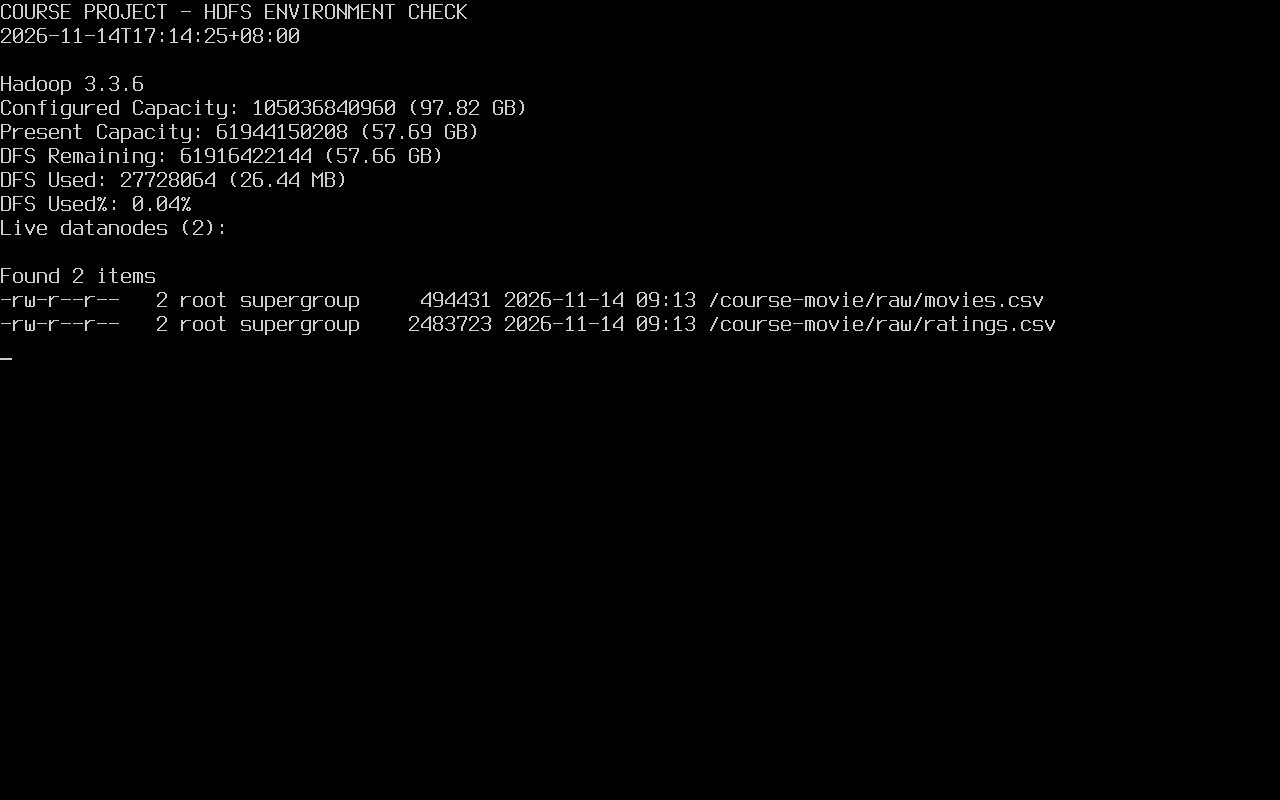 COURSE PROJECT - HDFS ENVIRONMENT CHECK
2026-11-14T17:14:25+08:00
Hadoop 3.3.6
Configured Capacity: 105036840960 (97.82 GB)
Present Capacity: 61944150208 (57.69 GB)
DFS Remaining: 61916422144 (57.66 GB)
DFS Used: 27728064 (26.44 MB)
DFS Used%: 0.04%
Live datanodes (2):
Found 2 items
-rw-r--r--   2 root supergroup     494431 2026-11-14 09:13 /course-movie/raw/movies.csv
-rw-r--r--   2 root supergroup    2483723 2026-11-14 09:13 /course-movie/raw/ratings.csv